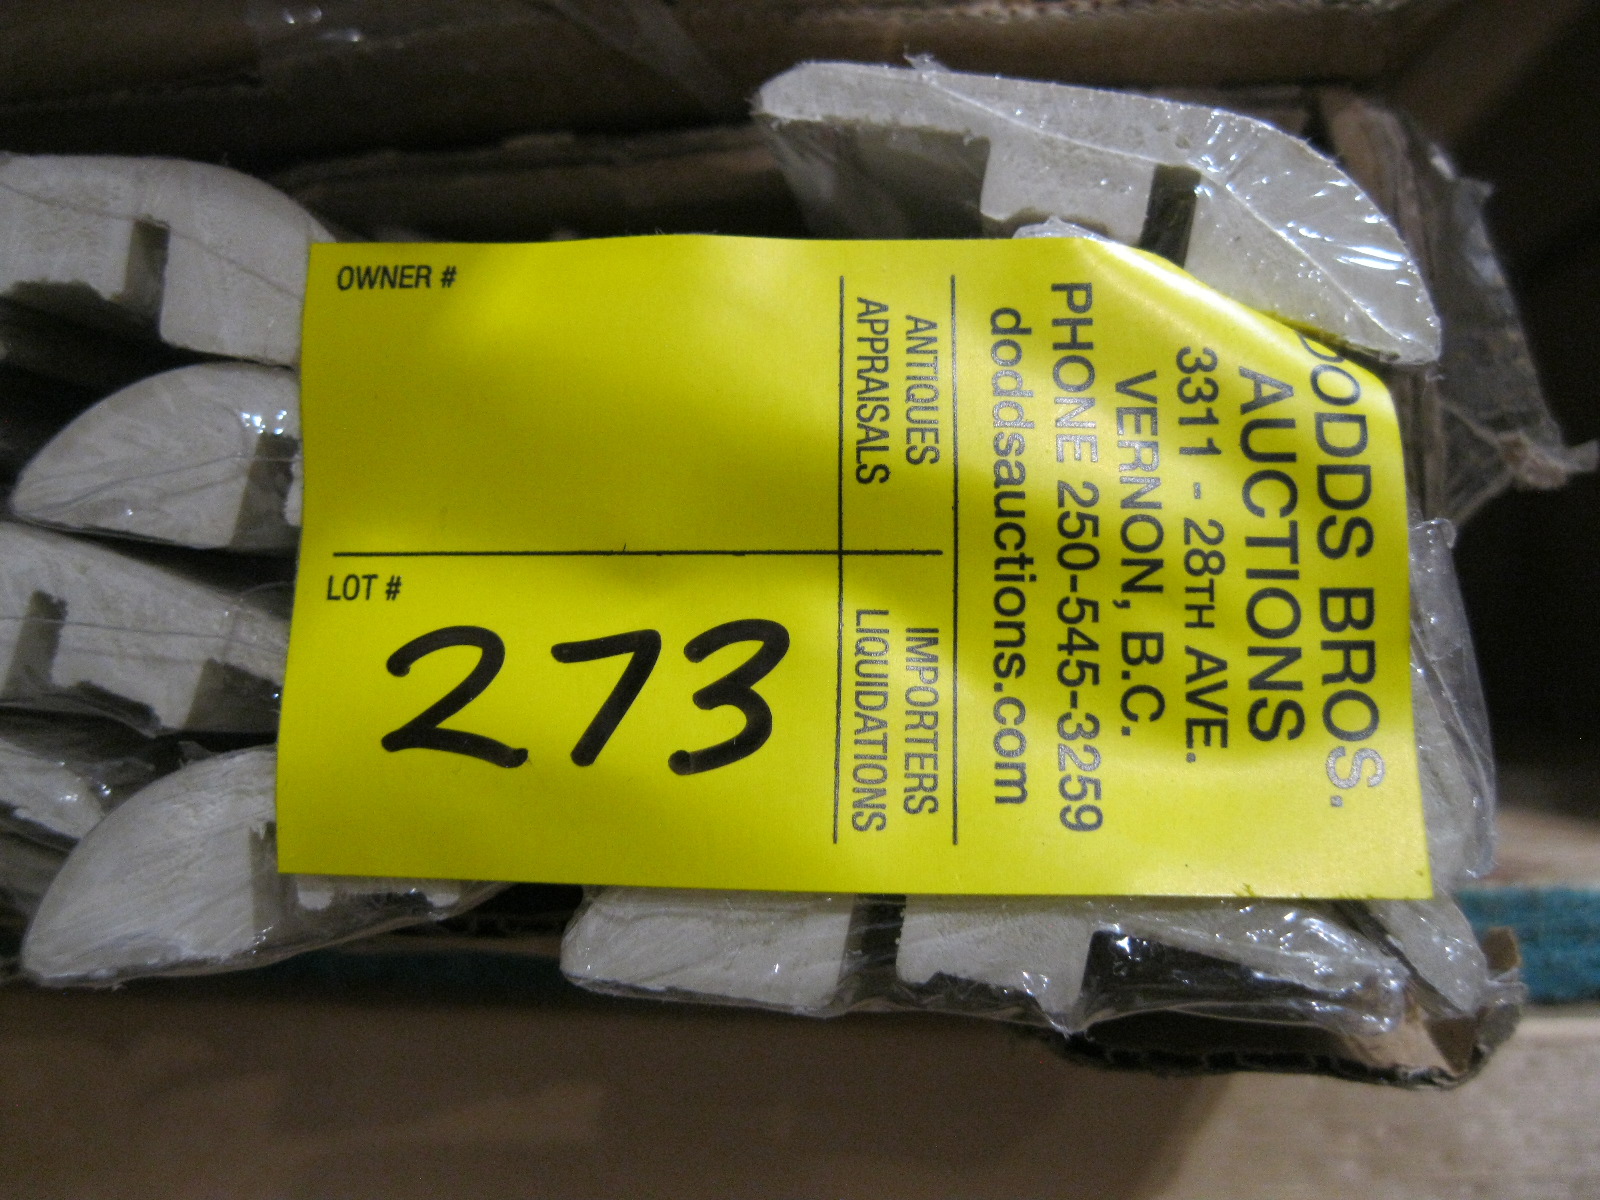 OWNER #
LOT #
273
DODDS BROS.
AUCTIONS
3311 - 28TH AVE.
VERNON, B.C.
PHONE 250-545-3259
doddsauctions.com
ANTIQUES IMPORTERS
APPRAISALS LIQUIDATIONS